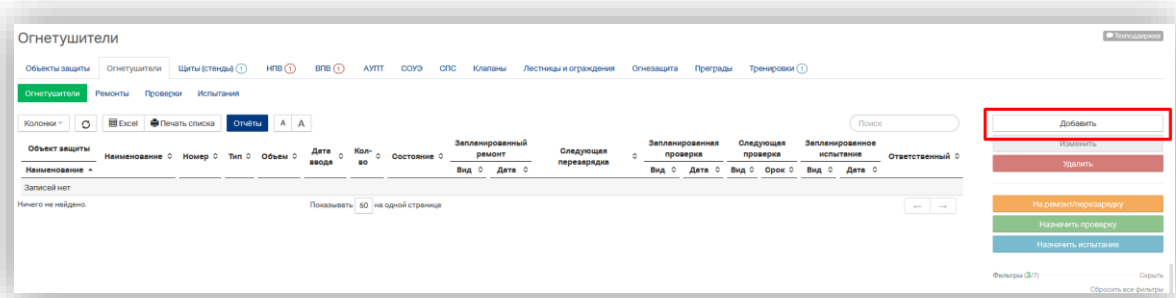 Огнетушители
Техподдержка
Объекты защиты Огнетушители Щиты (стенды) 1 НПВ 1 ВПВ 1 АУПТ СОУЭ СПС Клапаны Лестницы и ограждения Огнезащита Преграды Тренировки 1
Огнетушители Ремонты Проверки Испытания
Колонки Excel Печать списка Отчёты A A Поиск
Добавить
Изменить
Удалить
Объект защиты Наименование Номер Тип Объем Дата ввода Кол-во Состояние Запланированный ремонт Следующая перезарядка Запланированная проверка Следующая проверка Запланированное испытание Ответственный
Наименование Вид Дата Вид Дата Вид Срок Вид Дата
Записей нет
Ничего не найдено. Показывать 50 на одной странице ← →
На ремонт/перезарядку
Назначить проверку
Назначить испытание
Фильтры (3/7) Скрыть
Сбросить все фильтры